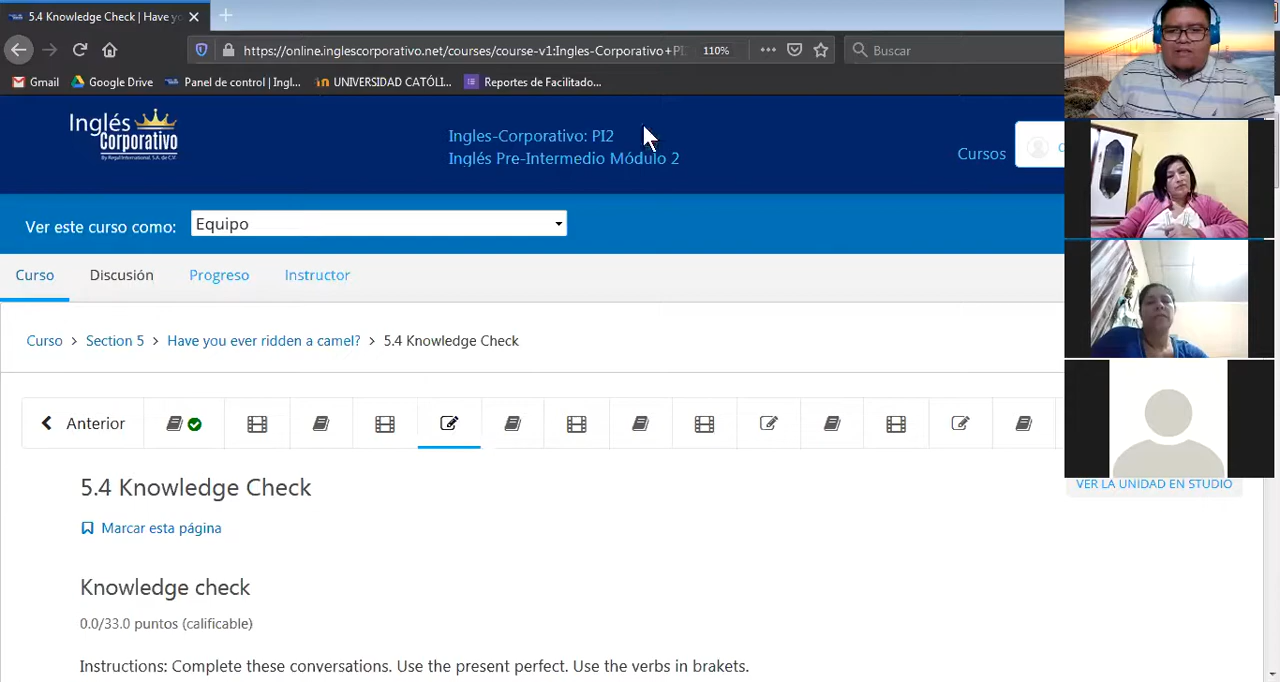 5.4 Knowledge Check | Have yo
https://online.inglescorporativo.net/courses/course-v1:Ingles-Corporativo+PI
110%
Buscar
Gmail
Google Drive
Panel de control | Ingl...
UNIVERSIDAD CATÓLI...
Reportes de Facilitado...
Inglés
Corporativo
By Regal International, S.A. de C.V.
Ingles-Corporativo: PI2
Inglés Pre-Intermedio Módulo 2
Cursos
Ver este curso como:
Equipo
Curso
Discusión
Progreso
Instructor
Curso > Section 5 > Have you ever ridden a camel? > 5.4 Knowledge Check
Anterior
5.4 Knowledge Check
VER LA UNIDAD EN STUDIO
Marcar esta página
Knowledge check
0.0/33.0 puntos (calificable)
Instructions: Complete these conversations. Use the present perfect. Use the verbs in brakets.